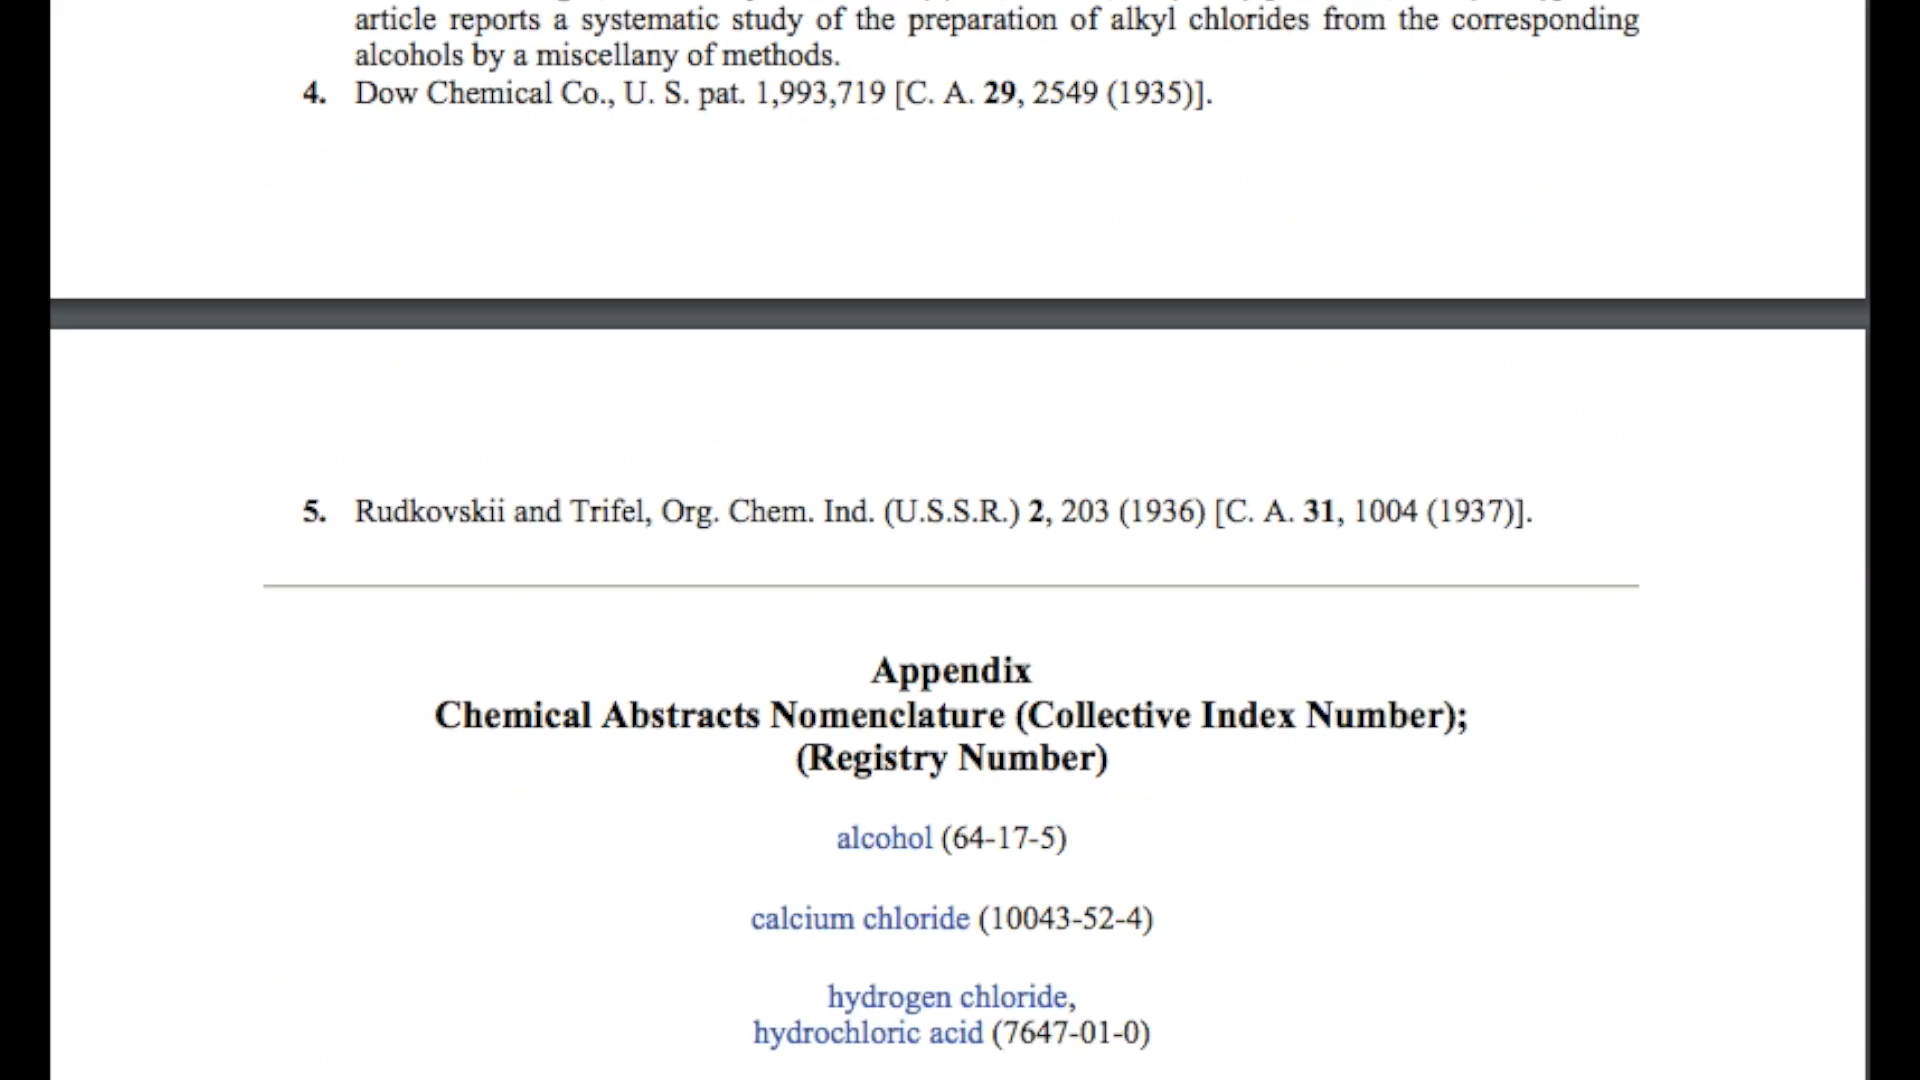 article reports a systematic study of the preparation of alkyl chlorides from the corresponding
alcohols by a miscellany of methods.
4. Dow Chemical Co., U. S. pat. 1,993,719 [C. A. 29, 2549 (1935)].
5. Rudkovskii and Trifel, Org. Chem. Ind. (U.S.S.R.) 2, 203 (1936) [C. A. 31, 1004 (1937)].
Appendix
Chemical Abstracts Nomenclature (Collective Index Number);
(Registry Number)
alcohol (64-17-5)
calcium chloride (10043-52-4)
hydrogen chloride,
hydrochloric acid (7647-01-0)